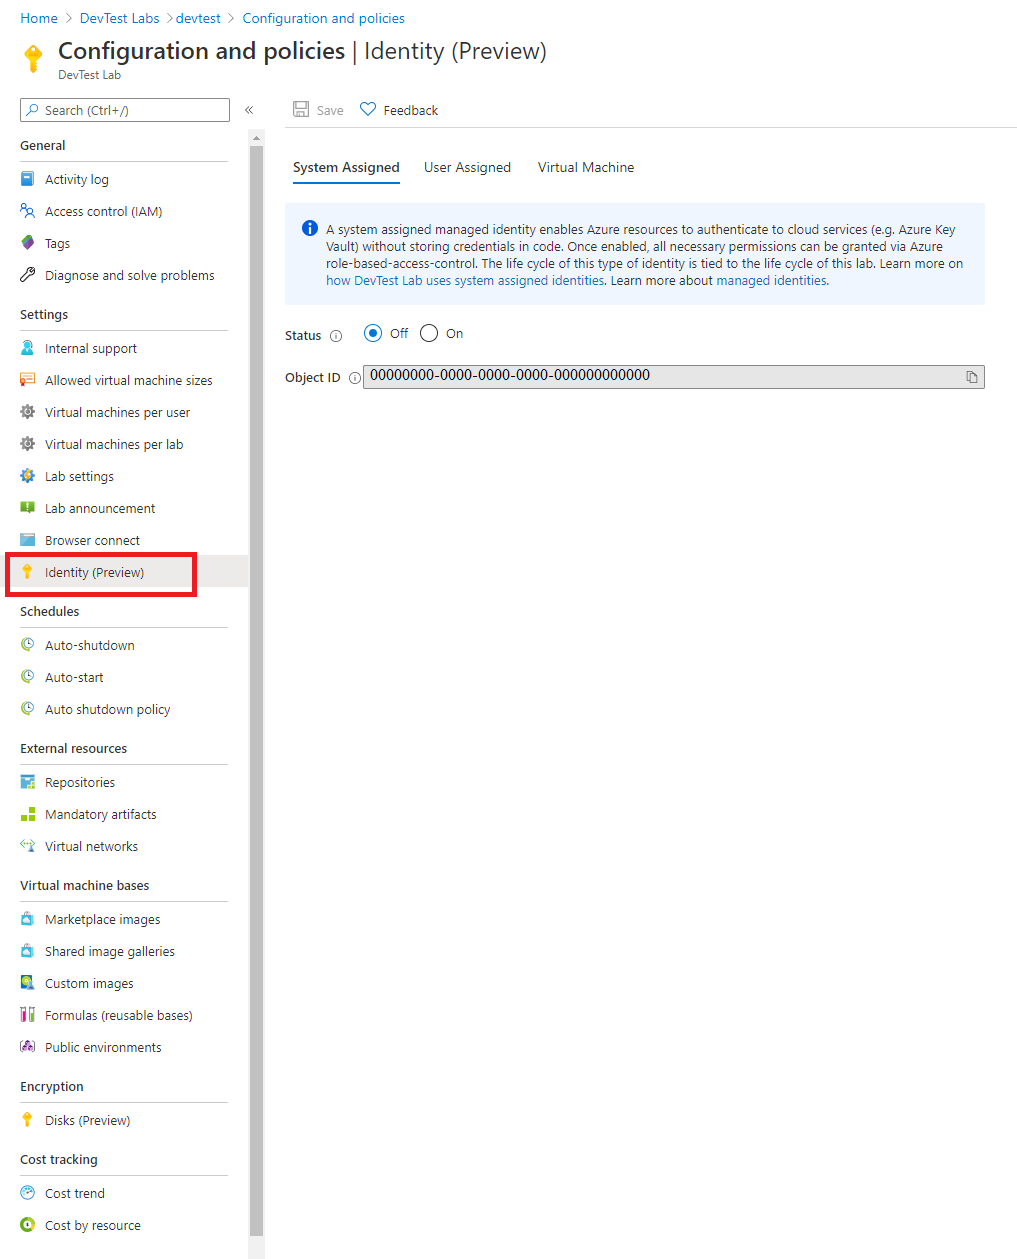 Home > DevTest Labs > devtest > Configuration and policies
Configuration and policies | Identity (Preview)
DevTest Lab
Search (Ctrl+/)
«
Save
Feedback
General
Activity log
Access control (IAM)
Tags
Diagnose and solve problems
Settings
Internal support
Allowed virtual machine sizes
Virtual machines per user
Virtual machines per lab
Lab settings
Lab announcement
Browser connect
Identity (Preview)
Schedules
Auto-shutdown
Auto-start
Auto shutdown policy
External resources
Repositories
Mandatory artifacts
Virtual networks
Virtual machine bases
Marketplace images
Shared image galleries
Custom images
Formulas (reusable bases)
Public environments
Encryption
Disks (Preview)
Cost tracking
Cost trend
Cost by resource
System Assigned User Assigned Virtual Machine
A system assigned managed identity enables Azure resources to authenticate to cloud services (e.g. Azure Key
Vault) without storing credentials in code. Once enabled, all necessary permissions can be granted via Azure
role-based-access-control. The life cycle of this type of identity is tied to the life cycle of this lab. Learn more on
how DevTest Lab uses system assigned identities. Learn more about managed identities.
Status Off On
Object ID 00000000-0000-0000-0000-000000000000